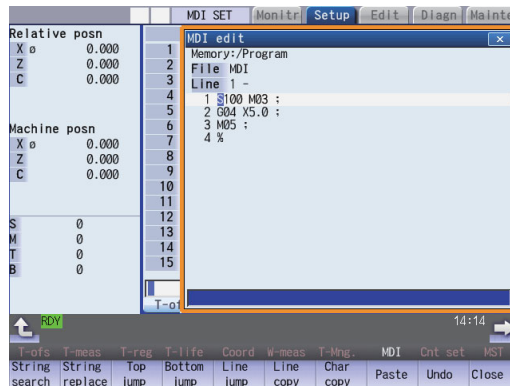 MDI SET Monitr Setup Edit Diagn Mainte
Relative posn
X ø 0.000
Z 0.000
C 0.000
Machine posn
X ø 0.000
Z 0.000
C 0.000
S 0
M 0
T 0
B 0
1
2
3
4
5
6
7
8
9
10
11
12
13
14
15
T-of
MDI edit
Memory:/Program
File MDI
Line 1 -
1 S100 M03 ;
2 G04 X5.0 ;
3 M05 ;
4 %
RDY 14:14
T-ofs T-meas T-reg T-life Coord W-meas T-Mng. MDI Cnt set MST
String search String replace Top jump Bottom jump Line jump Line copy Char copy Paste Undo Close